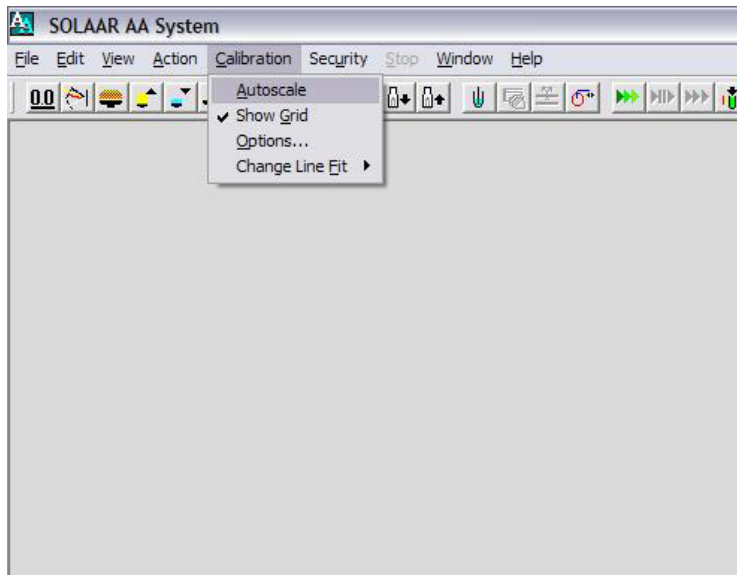 SOLAAR AA System
File Edit View Action Calibration Security Stop Window Help
0.0
Autoscale
Show Grid
Options...
Change Line Fit